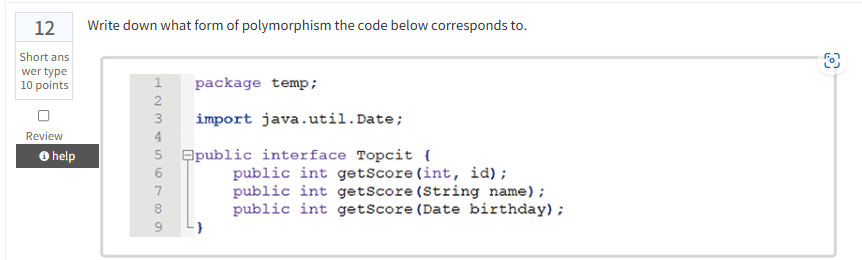 12
Write down what form of polymorphism the code below corresponds to.
Short ans
wer type
10 points
Review
help
1 package temp;
2
3 import java.util.Date;
4
5 public interface Topcit {
6 public int getScore(int, id);
7 public int getScore(String name);
8 public int getScore(Date birthday);
9 }